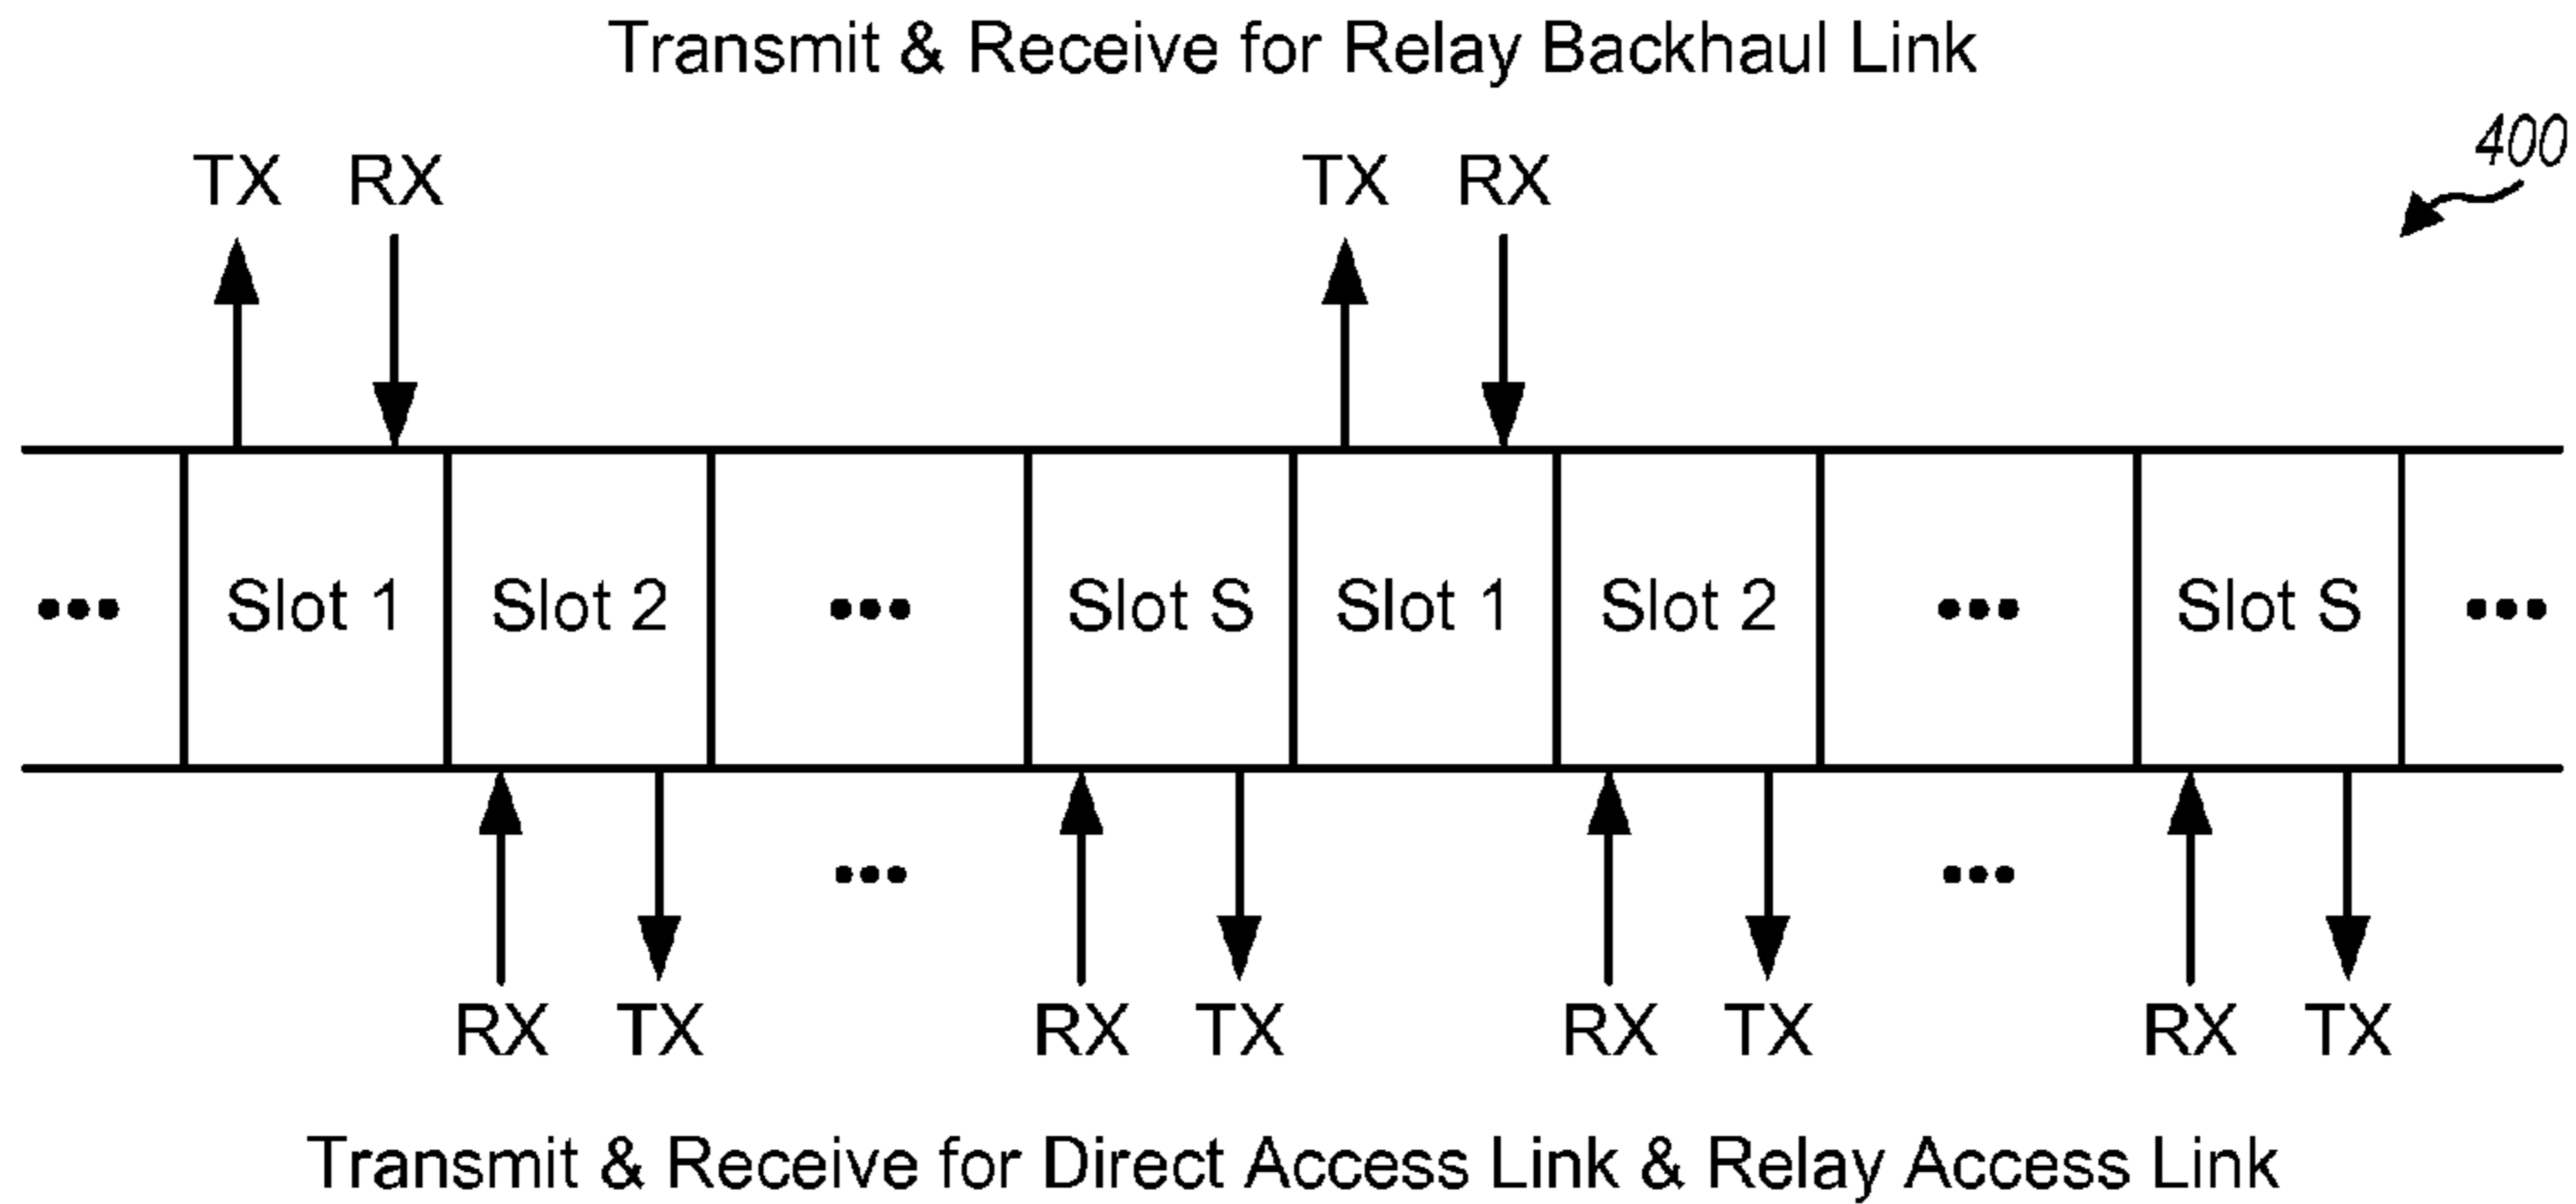 Transmit & Receive for Relay Backhaul Link
400
TX RX TX RX
••• Slot 1 Slot 2 ••• Slot S Slot 1 Slot 2 ••• Slot S •••
••• •••
RX TX RX TX RX TX RX TX
Transmit & Receive for Direct Access Link & Relay Access Link